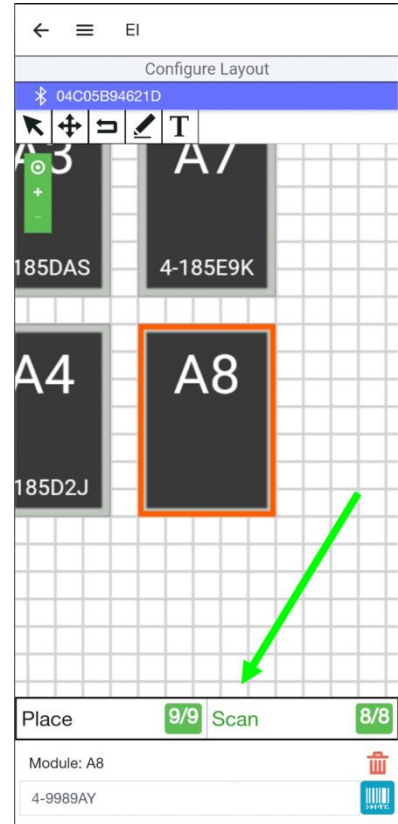 EI
Configure Layout
04C05B94621D
T
A3 A7
185DAS 4-185E9K
A4 A8
185D2J
Place 9/9 Scan 8/8
Module: A8
4-9989AY